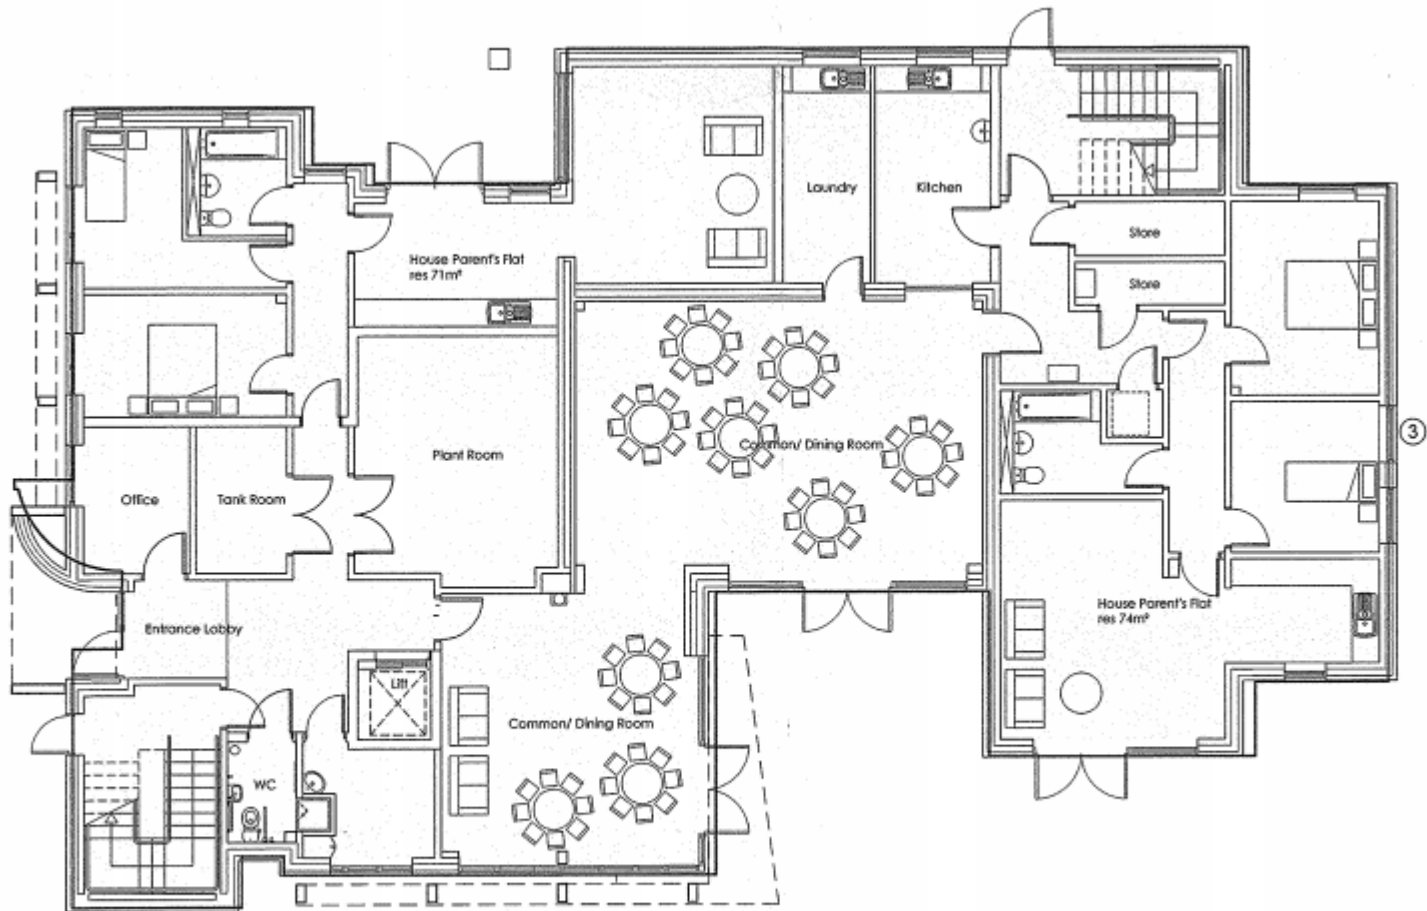 Laundry
Kitchen
Store
House Parent's Flat
res 71m²
Store
Common/ Dining Room
Plant Room
Office
Tank Room
3
House Parent's Flat
res 74m²
Entrance Lobby
Lift
Common/ Dining Room
WC